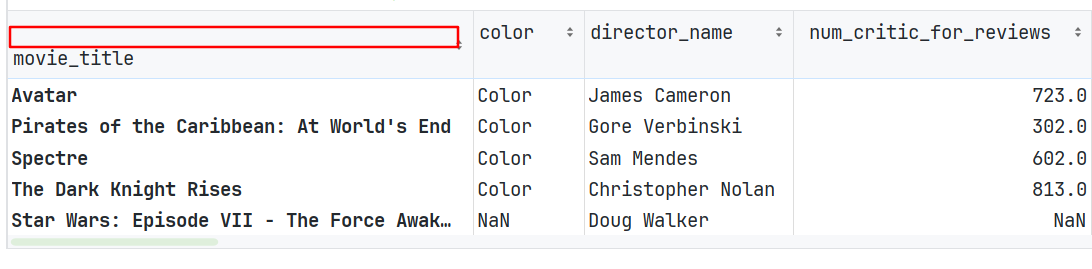 color director_name num_critic_for_reviews
movie_title
Avatar Color James Cameron 723.0
Pirates of the Caribbean: At World's End Color Gore Verbinski 302.0
Spectre Color Sam Mendes 602.0
The Dark Knight Rises Color Christopher Nolan 813.0
Star Wars: Episode VII - The Force Awak… NaN Doug Walker NaN